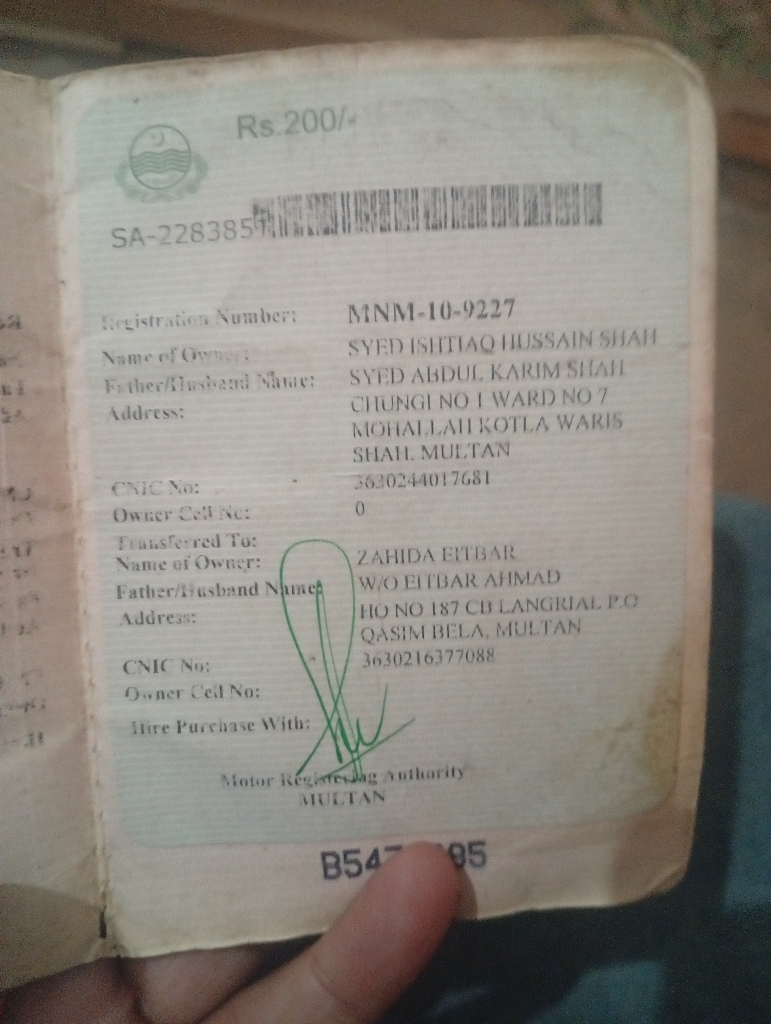 Rs.200/-
SA-2283857
Registration Number: MNM-10-9227
Name of Owner: SYED ISHTIAQ HUSSAIN SHAH
Father/Husband Name: SYED ABDUL KARIM SHAH
Address: CHUNGI NO 1 WARD NO 7
MOHALLAH KOTLA WARIS
SHAH, MULTAN
CNIC No: 3630244017681
Owner Cell No: 0
Transferred To:
Name of Owner: ZAHIDA EITBAR
Father/Husband Name: W/O EITBAR AHMAD
Address: HO NO 187 CB LANGRIAL P.O
QASIM BELA, MULTAN
CNIC No: 3630216377088
Owner Cell No:
Hire Purchase With:
Motor Registering Authority
MULTAN